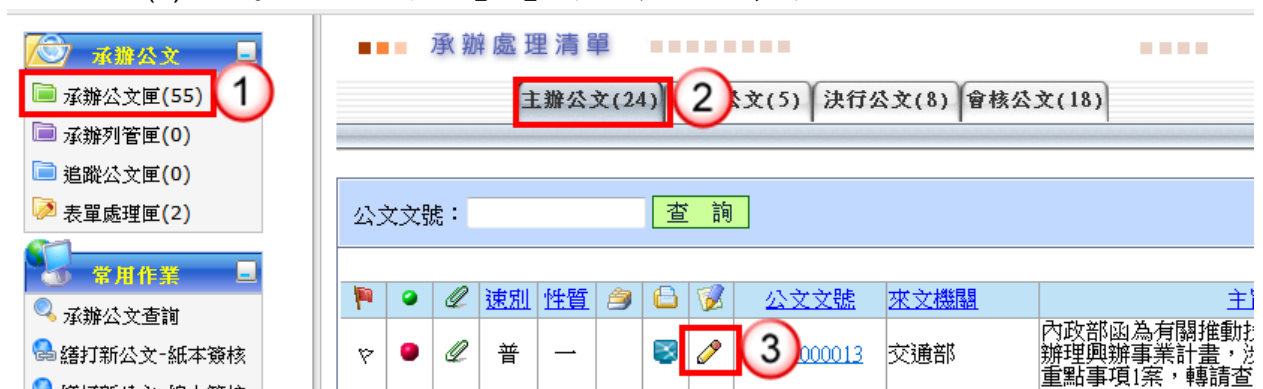 承辦公文
承辦公文匣(55)
1
承辦列管匣(0)
追蹤公文匣(0)
表單處理匣(2)
常用作業
承辦公文查詢
繕打新公文-紙本簽核
承辦處理清單
主辦公文(24)
2
文(5)
決行公文(8)
會核公文(18)
公文文號：
查 詢
速別 性質 公文文號 來文機關 主
普 一 3 000013 交通部
內政部函為有關推動
辦理興辦事業計畫，
重點事項1案，轉請查